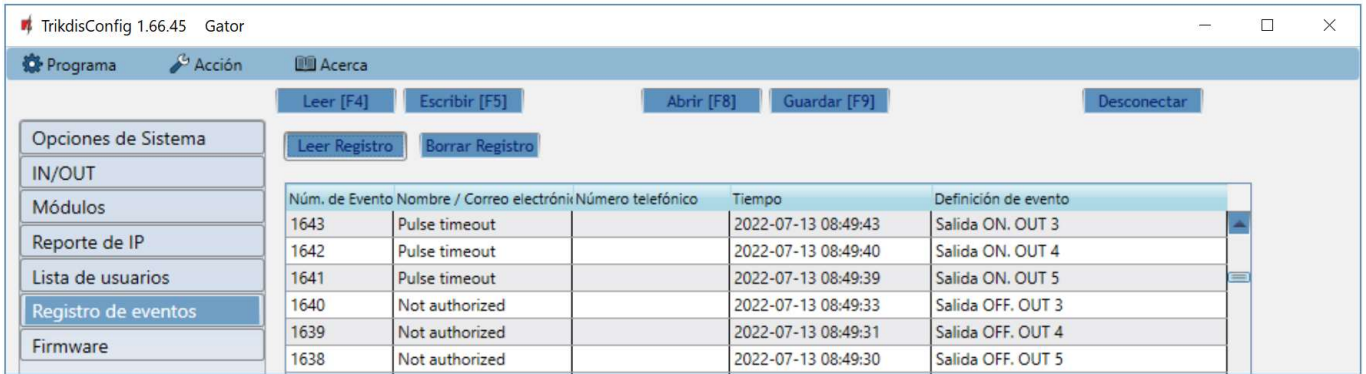 TrikdisConfig 1.66.45 Gator
Programa Acción Acerca
Leer [F4] Escribir [F5] Abrir [F8] Guardar [F9] Desconectar
Opciones de Sistema
IN/OUT
Módulos
Reporte de IP
Lista de usuarios
Registro de eventos
Firmware
Leer Registro Borrar Registro
Núm. de Evento Nombre / Correo electrónic Número telefónico Tiempo Definición de evento
1643 Pulse timeout 2022-07-13 08:49:43 Salida ON. OUT 3
1642 Pulse timeout 2022-07-13 08:49:40 Salida ON. OUT 4
1641 Pulse timeout 2022-07-13 08:49:39 Salida ON. OUT 5
1640 Not authorized 2022-07-13 08:49:33 Salida OFF. OUT 3
1639 Not authorized 2022-07-13 08:49:31 Salida OFF. OUT 4
1638 Not authorized 2022-07-13 08:49:30 Salida OFF. OUT 5